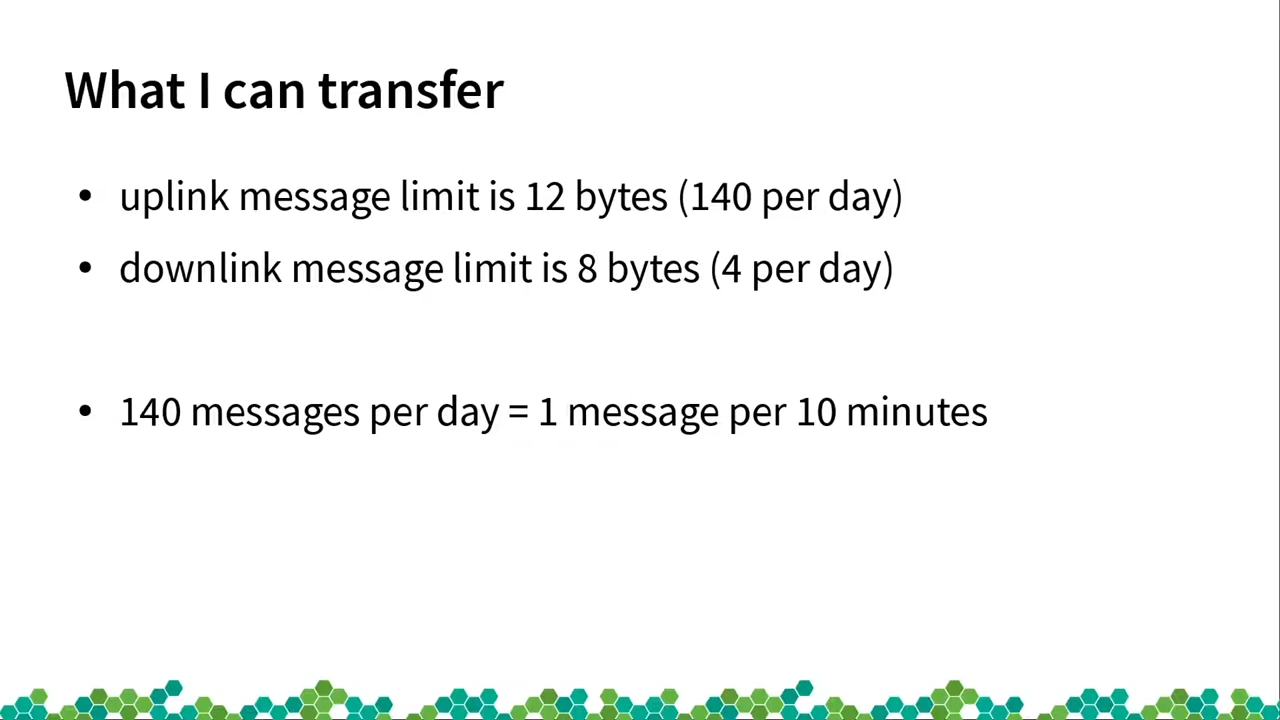 What I can transfer
• uplink message limit is 12 bytes (140 per day)
• downlink message limit is 8 bytes (4 per day)
• 140 messages per day = 1 message per 10 minutes